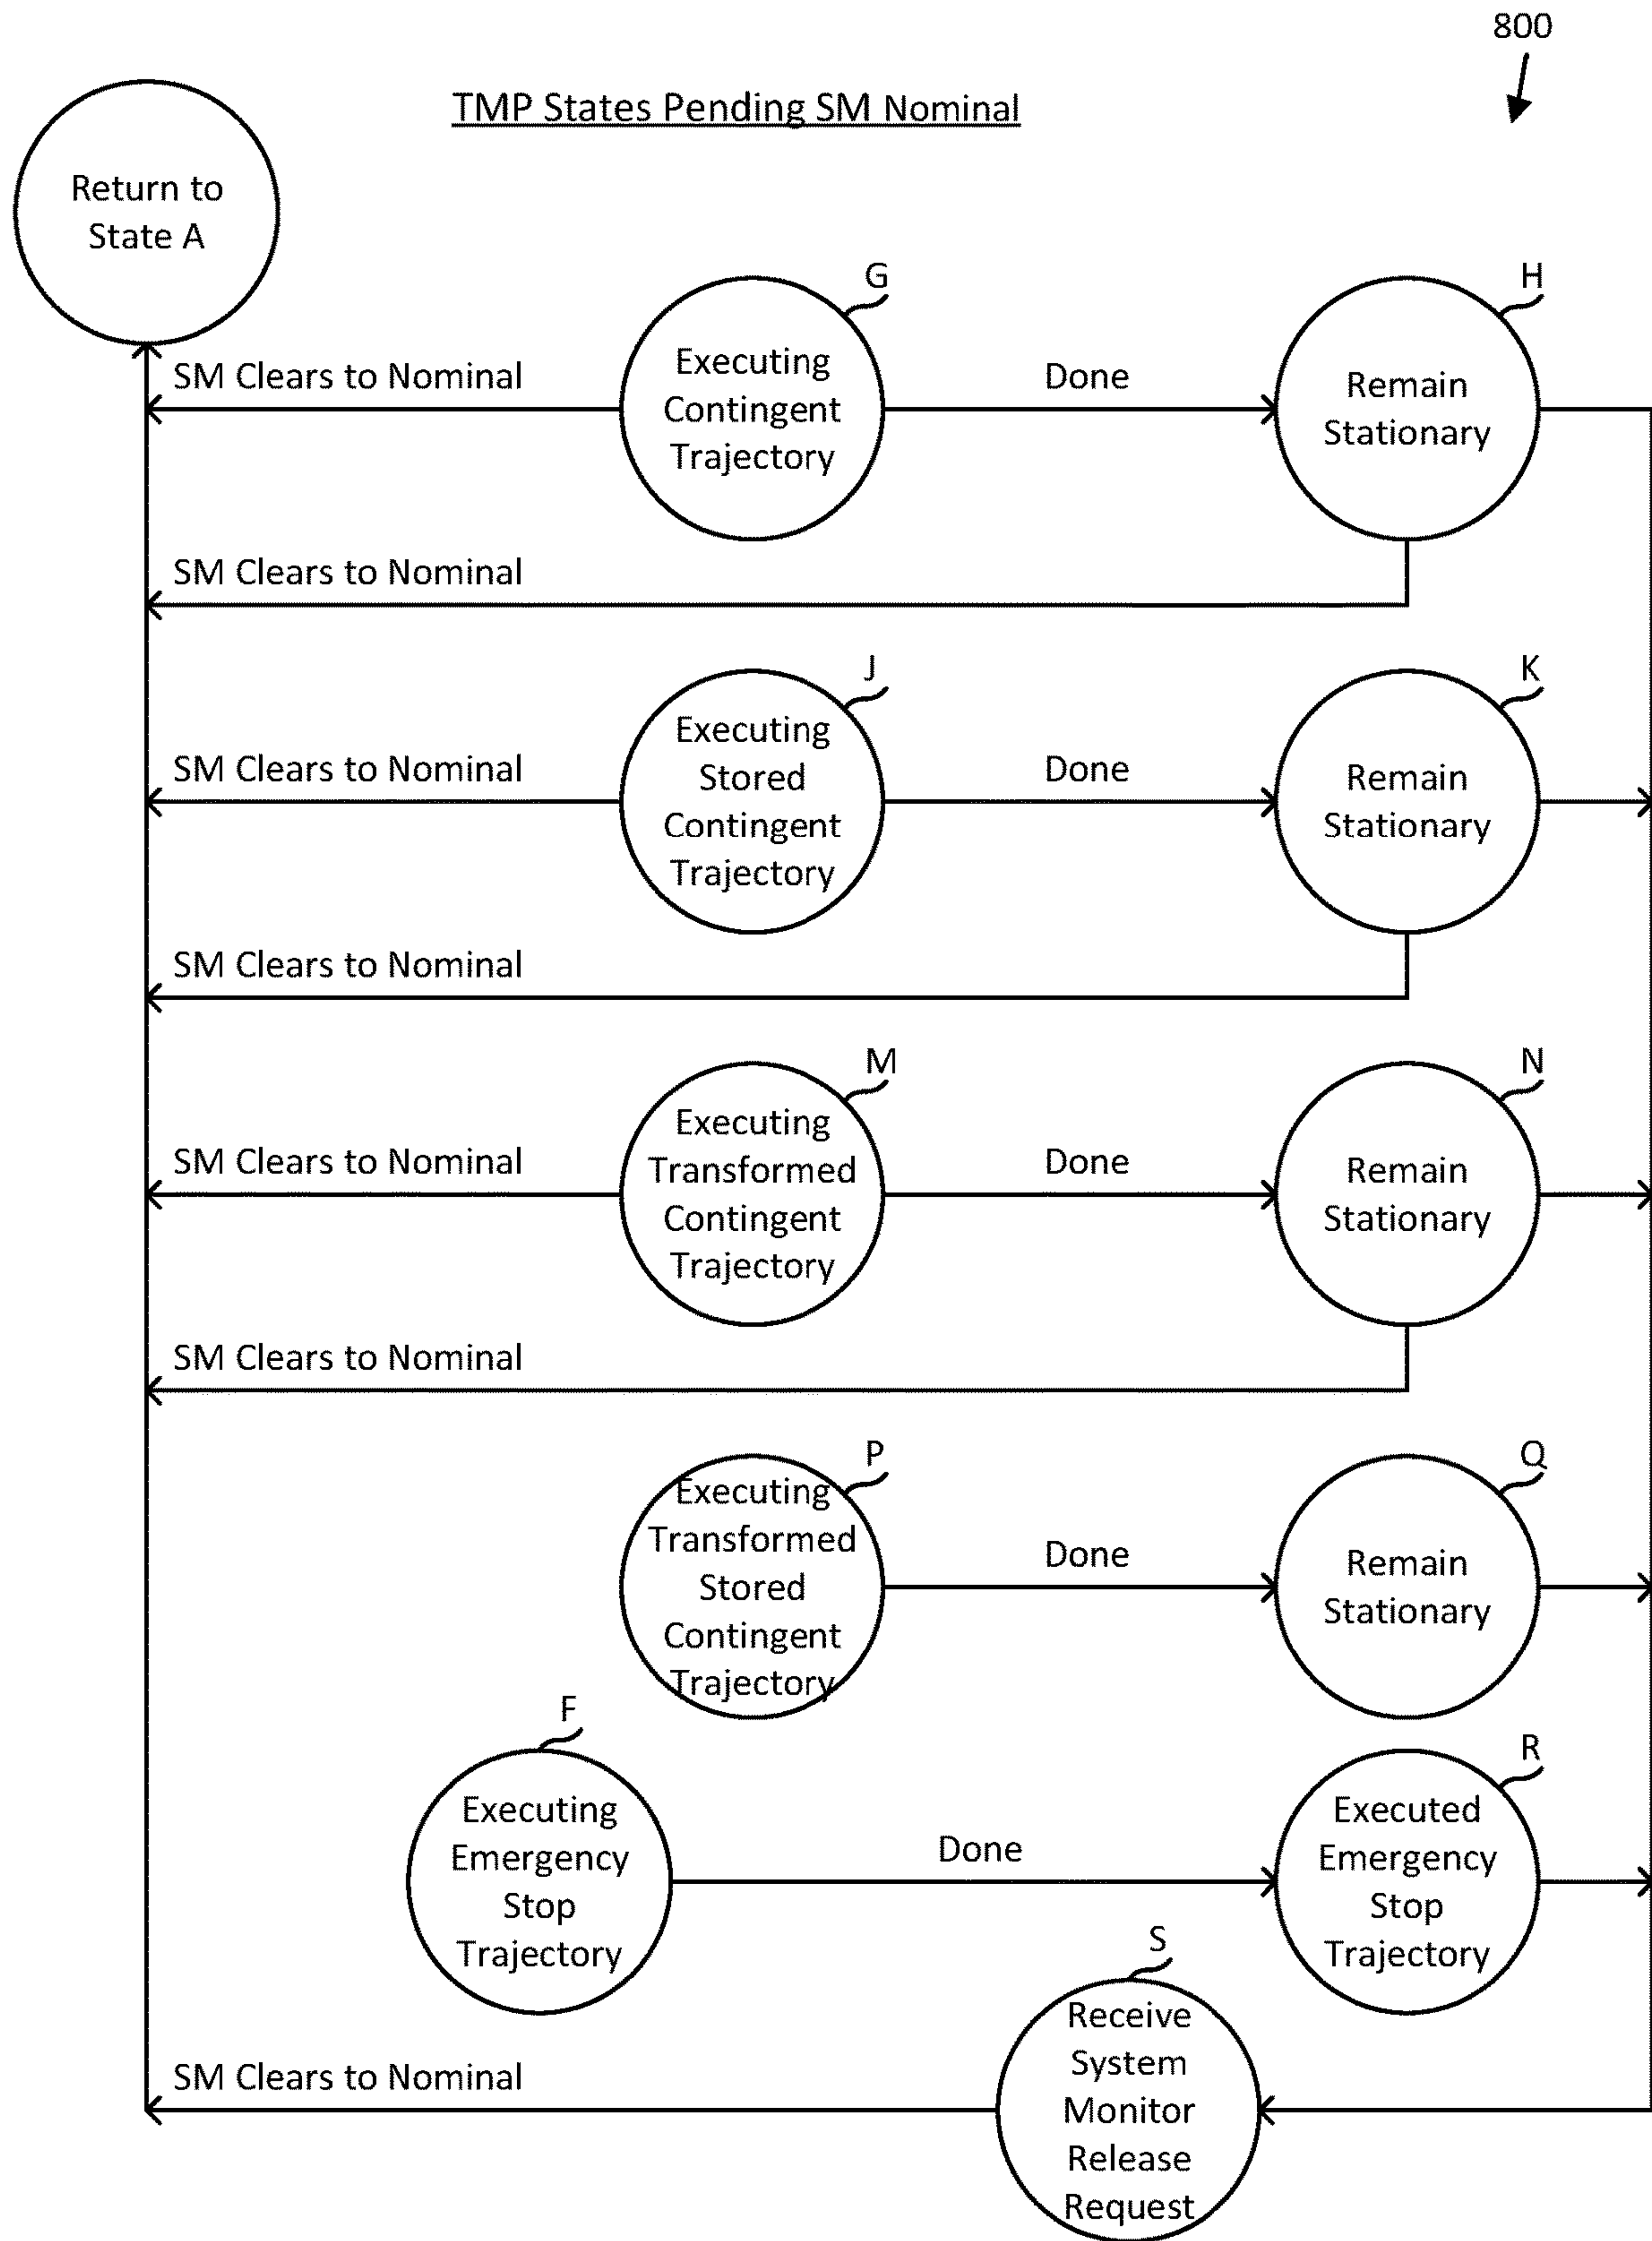 800
TMP States Pending SM Nominal
Return to
State A
G
H
Executing
Contingent
Trajectory
SM Clears to Nominal
Done
Remain
Stationary
SM Clears to Nominal
J
K
Executing
Stored
Contingent
Trajectory
SM Clears to Nominal
Done
Remain
Stationary
SM Clears to Nominal
M
N
Executing
Transformed
Contingent
Trajectory
SM Clears to Nominal
Done
Remain
Stationary
SM Clears to Nominal
P
Q
Executing
Transformed
Stored
Contingent
Trajectory
Done
Remain
Stationary
F
R
Executing
Emergency
Stop
Trajectory
Done
Executed
Emergency
Stop
Trajectory
S
Receive
System
Monitor
Release
Request
SM Clears to Nominal